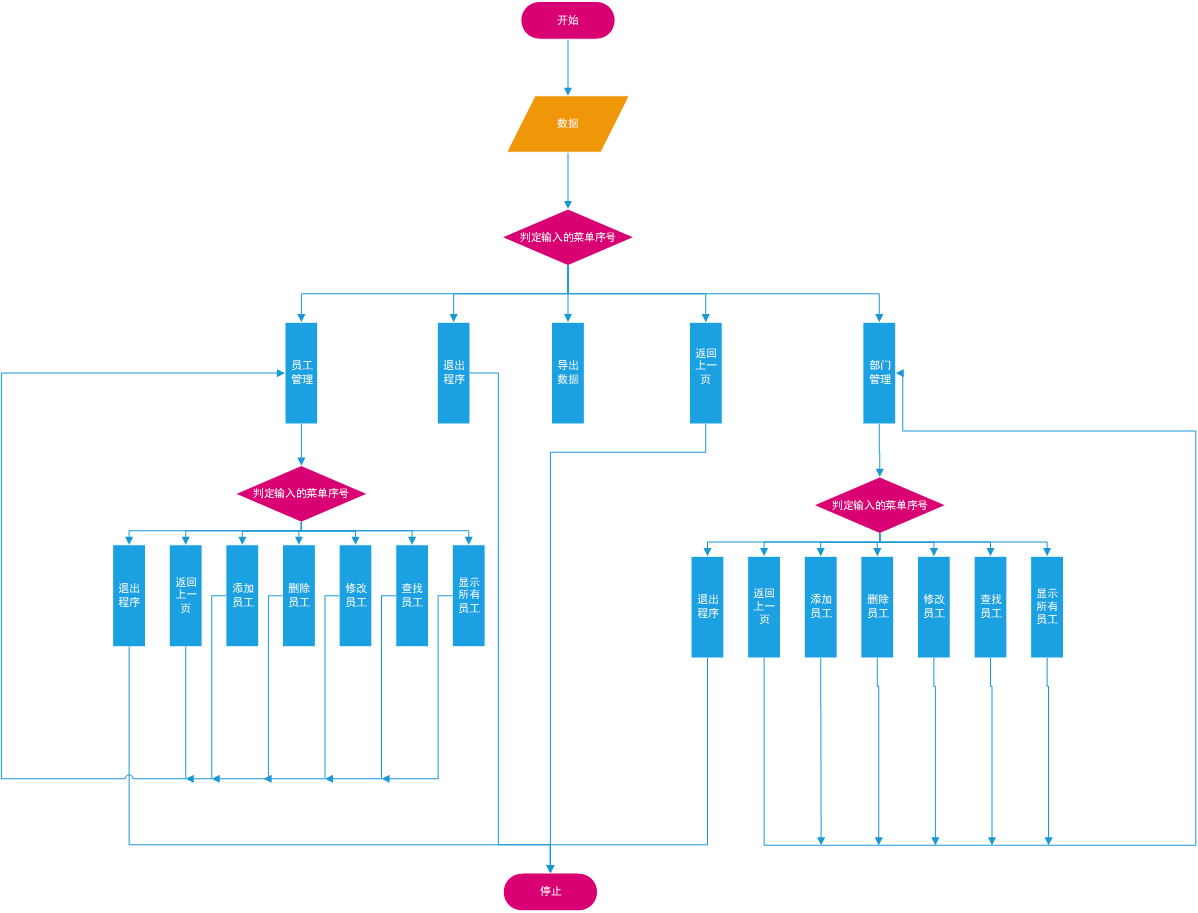 开始
数据
判定输入的菜单序号
员工
管理
退出
程序
导出
数据
返回
上一
页
部门
管理
判定输入的菜单序号
判定输入的菜单序号
退出
程序
返回
上一
页
添加
员工
删除
员工
修改
员工
查找
员工
显示
所有
员工
退出
程序
返回
上一
页
添加
员工
删除
员工
修改
员工
查找
员工
显示
所有
员工
停止